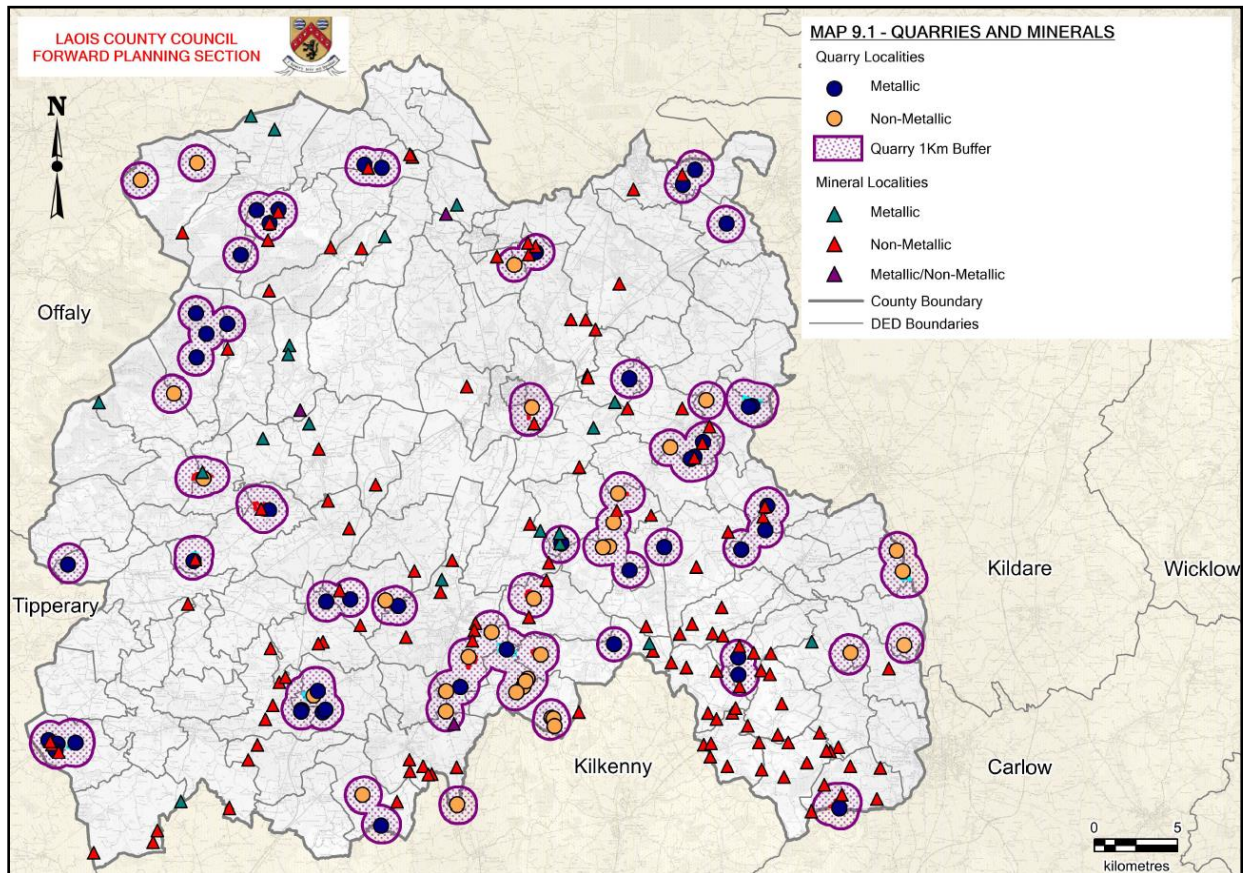 LAOIS COUNTY COUNCIL
FORWARD PLANNING SECTION
N
MAP 9.1 - QUARRIES AND MINERALS
Quarry Localities
Metallic
Non-Metallic
Quarry 1Km Buffer
Mineral Localities
Metallic
Non-Metallic
Metallic/Non-Metallic
County Boundary
DED Boundaries
Offaly
Tipperary
Kilkenny
Carlow
Kildare
Wicklow
0 5
kilometres